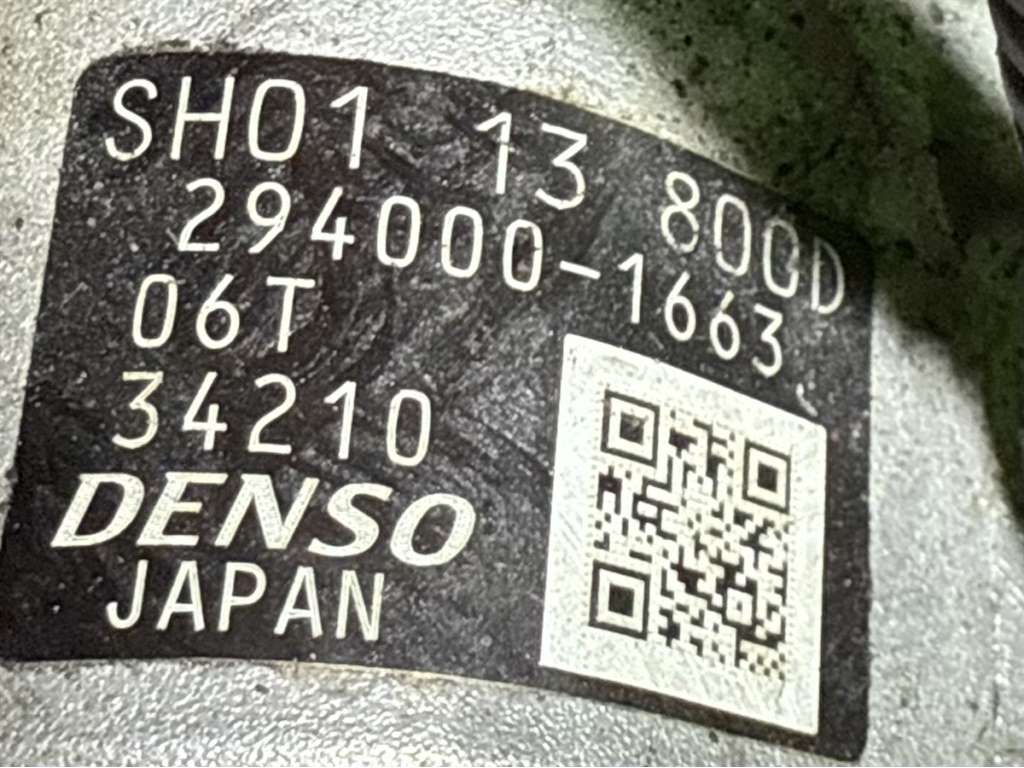 SH01 13 800D
294000-1663
06T
34210
DENSO
JAPAN